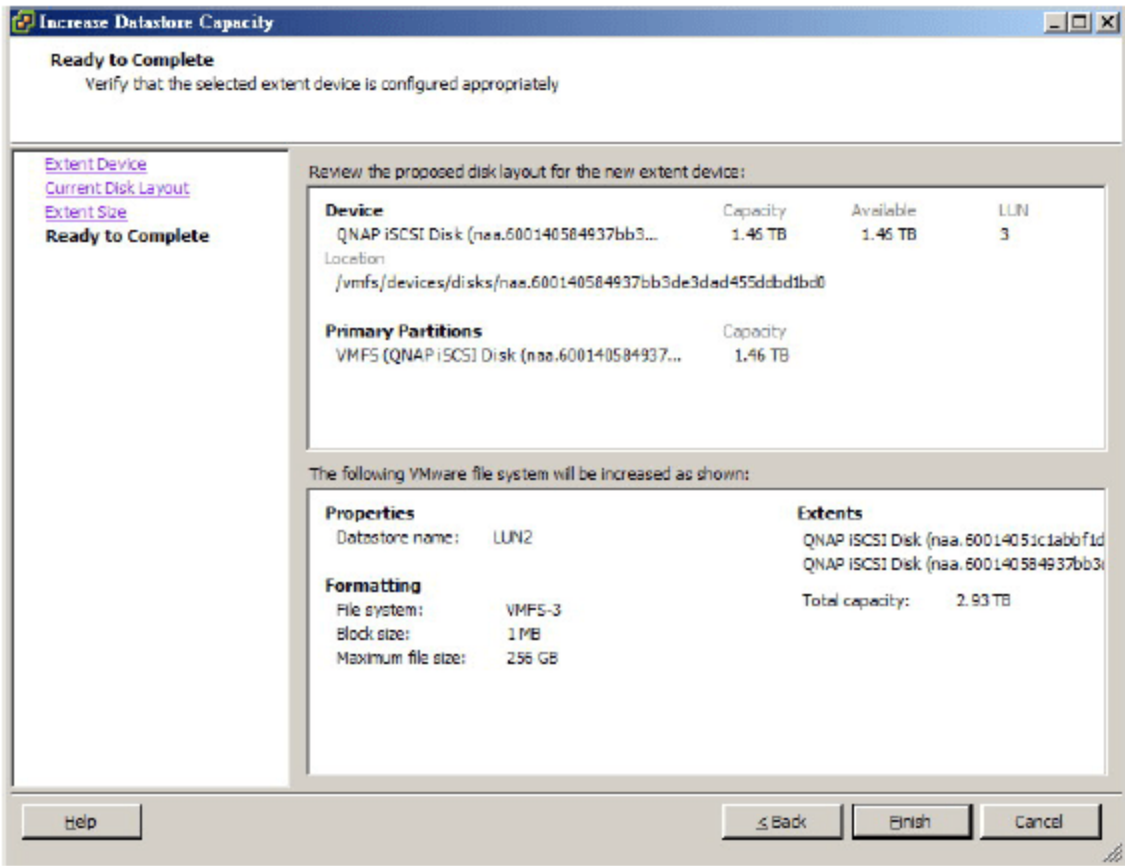 Increase Datastore Capacity
Ready to Complete
Verify that the selected extent device is configured appropriately
Extent Device
Current Disk Layout
Extent Size
Ready to Complete
Review the proposed disk layout for the new extent device:
Device Capacity Available LUN
QNAP iSCSI Disk (naa.600140584937bb3... 1.46 TB 1.46 TB 3
Location
/vmfs/devices/disks/naa.600140584937bb3de3dad455ddbd1bd0
Primary Partitions Capacity
VMFS (QNAP iSCSI Disk (naa.600140584937... 1.46 TB
The following VMware file system will be increased as shown:
Properties
Datastore name: LUN2
Formatting
File system: VMFS-3
Block size: 1 MB
Maximum file size: 256 GB
Extents
QNAP iSCSI Disk (naa.60014051c1abbf1d
QNAP iSCSI Disk (naa.600140584937bb3
Total capacity: 2.93 TB
Help
< Back
Finish
Cancel